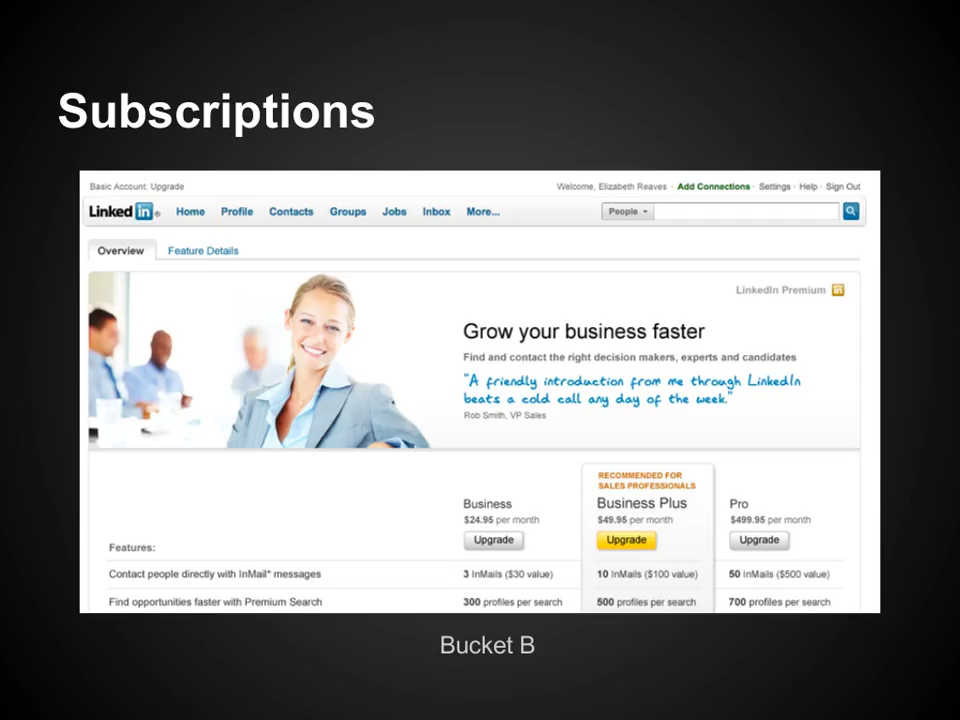 Subscriptions
Basic Account: Upgrade
Welcome, Elizabeth Reaves · Add Connections · Settings · Help · Sign Out
Linked in ®
Home Profile Contacts Groups Jobs Inbox More...
People
Overview Feature Details
LinkedIn Premium in
Grow your business faster
Find and contact the right decision makers, experts and candidates
"A friendly introduction from me through LinkedIn
beats a cold call any day of the week."
Rob Smith, VP Sales
RECOMMENDED FOR
SALES PROFESSIONALS
Business Business Plus Pro
$24.95 per month $49.95 per month $499.95 per month
Upgrade Upgrade Upgrade
Features:
Contact people directly with InMail* messages 3 InMails ($30 value) 10 InMails ($100 value) 50 InMails ($500 value)
Find opportunities faster with Premium Search 300 profiles per search 500 profiles per search 700 profiles per search
Bucket B